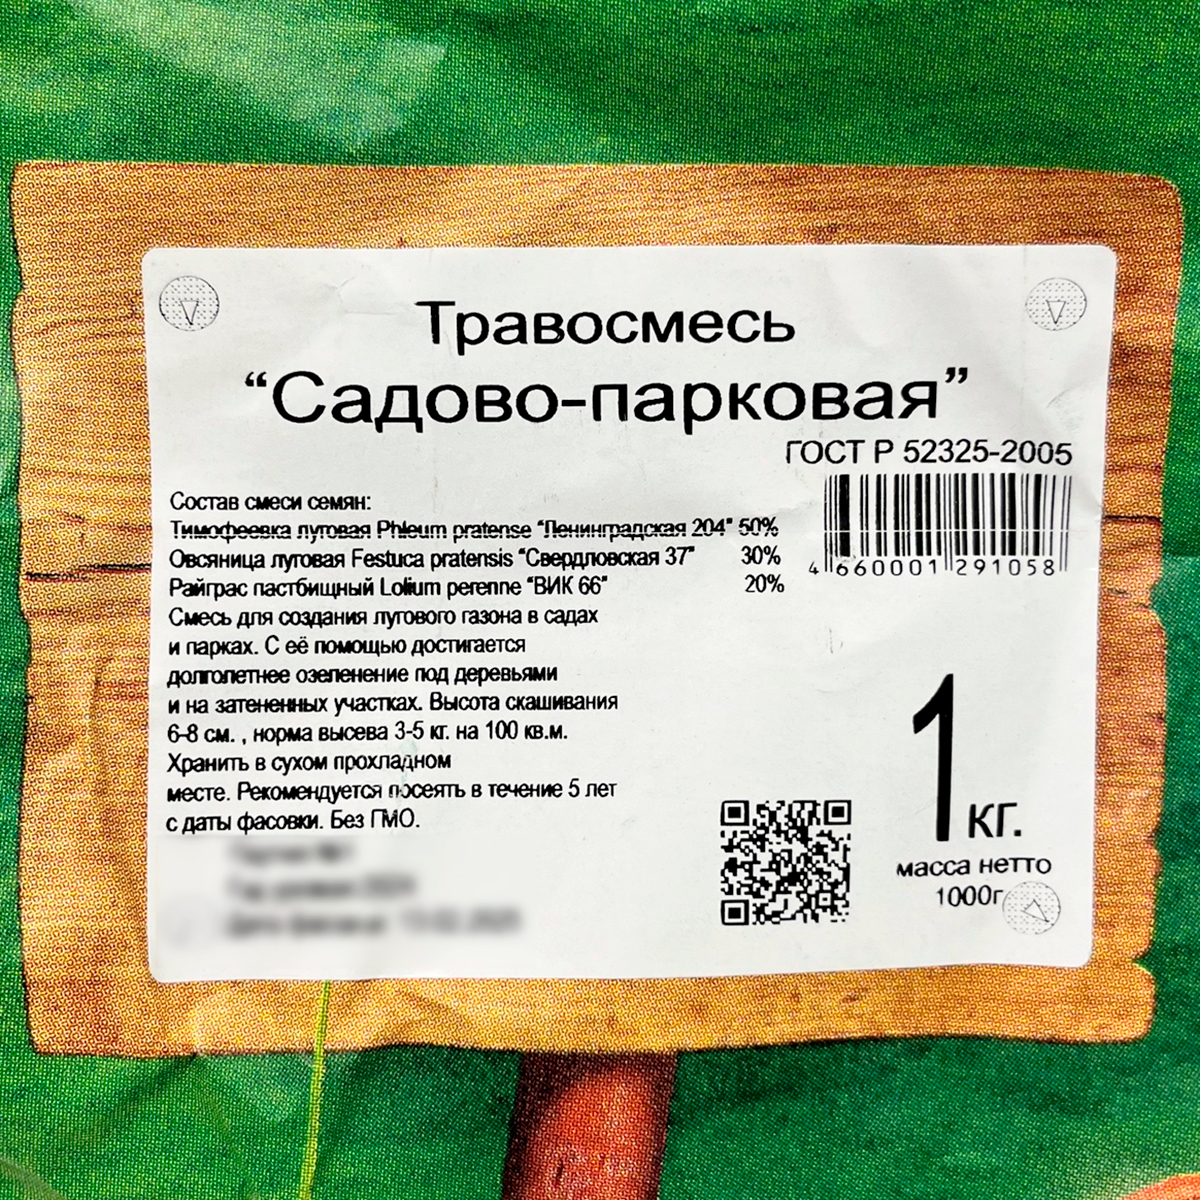 Травосмесь
“Садово-парковая”
ГОСТ Р 52325-2005
Состав смеси семян:
Тимофеевка луговая Phleum pratense “Ленинградская 204” 50%
Овсяница луговая Festuca pratensis “Свердловская 37” 30%
Райграс пастбищный Lolium perenne “ВИК 66” 20%
4 660001 291058
Смесь для создания лугового газона в садах
и парках. С её помощью достигается
долголетнее озеленение под деревьями
и на затененных участках. Высота скашивания
6-8 см. , норма высева 3-5 кг. на 100 кв.м.
Хранить в сухом прохладном
месте. Рекомендуется посеять в течение 5 лет
с даты фасовки. Без ГМО.
1 кг.
масса нетто
1000г